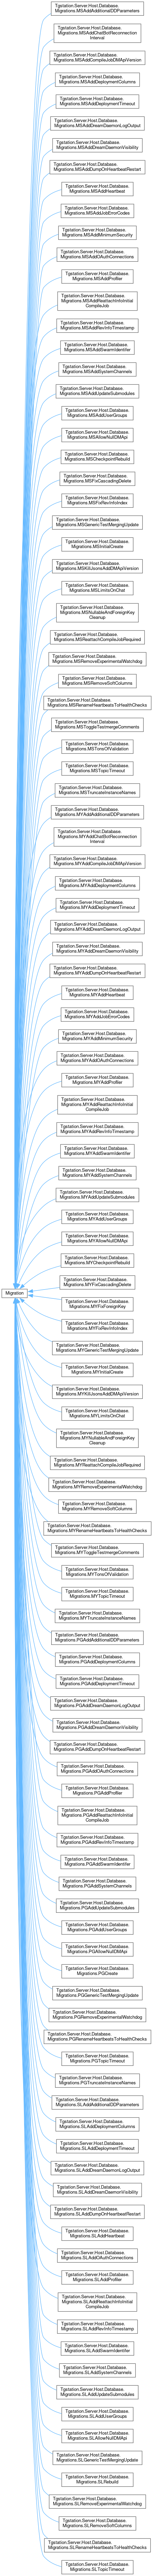 Tgstation.Server.Host.Database.
Migrations.MSAddAdditionalDDParameters
Tgstation.Server.Host.Database.
Migrations.MSAddChatBotReconnection
Interval
Tgstation.Server.Host.Database.
Migrations.MSAddCompileJobDMApiVersion
Tgstation.Server.Host.Database.
Migrations.MSAddDeploymentColumns
Tgstation.Server.Host.Database.
Migrations.MSAddDeploymentTimeout
Tgstation.Server.Host.Database.
Migrations.MSAddDreamDaemonLogOutput
Tgstation.Server.Host.Database.
Migrations.MSAddDreamDaemonVisibility
Tgstation.Server.Host.Database.
Migrations.MSAddDumpOnHeartbeatRestart
Tgstation.Server.Host.Database.
Migrations.MSAddHeartbeat
Tgstation.Server.Host.Database.
Migrations.MSAddJobErrorCodes
Tgstation.Server.Host.Database.
Migrations.MSAddMinimumSecurity
Tgstation.Server.Host.Database.
Migrations.MSAddOAuthConnections
Tgstation.Server.Host.Database.
Migrations.MSAddProfiler
Tgstation.Server.Host.Database.
Migrations.MSAddReattachInfoInitial
CompileJob
Tgstation.Server.Host.Database.
Migrations.MSAddRevInfoTimestamp
Tgstation.Server.Host.Database.
Migrations.MSAddSwarmIdentifer
Tgstation.Server.Host.Database.
Migrations.MSAddSystemChannels
Tgstation.Server.Host.Database.
Migrations.MSAddUpdateSubmodules
Tgstation.Server.Host.Database.
Migrations.MSAddUserGroups
Tgstation.Server.Host.Database.
Migrations.MSAllowNullDMApi
Tgstation.Server.Host.Database.
Migrations.MSCheckpointRebuild
Tgstation.Server.Host.Database.
Migrations.MSFixCascadingDelete
Tgstation.Server.Host.Database.
Migrations.MSFixRevInfoIndex
Tgstation.Server.Host.Database.
Migrations.MSGenericTestMergingUpdate
Tgstation.Server.Host.Database.
Migrations.MSInitialCreate
Tgstation.Server.Host.Database.
Migrations.MSKillJsonsAddDMApiVersion
Tgstation.Server.Host.Database.
Migrations.MSLimitsOnChat
Tgstation.Server.Host.Database.
Migrations.MSNullableAndForeignKey
Cleanup
Tgstation.Server.Host.Database.
Migrations.MSReattachCompileJobRequired
Tgstation.Server.Host.Database.
Migrations.MSRemoveExperimentalWatchdog
Tgstation.Server.Host.Database.
Migrations.MSRemoveSoftColumns
Tgstation.Server.Host.Database.
Migrations.MSRenameHeartbeatsToHealthChecks
Tgstation.Server.Host.Database.
Migrations.MSToggleTestmergeComments
Tgstation.Server.Host.Database.
Migrations.MSTonsOfValidation
Tgstation.Server.Host.Database.
Migrations.MSTopicTimeout
Tgstation.Server.Host.Database.
Migrations.MSTruncateInstanceNames
Tgstation.Server.Host.Database.
Migrations.MYAddAdditionalDDParameters
Tgstation.Server.Host.Database.
Migrations.MYAddChatBotReconnection
Interval
Tgstation.Server.Host.Database.
Migrations.MYAddCompileJobDMApiVersion
Tgstation.Server.Host.Database.
Migrations.MYAddDeploymentColumns
Tgstation.Server.Host.Database.
Migrations.MYAddDeploymentTimeout
Tgstation.Server.Host.Database.
Migrations.MYAddDreamDaemonLogOutput
Tgstation.Server.Host.Database.
Migrations.MYAddDreamDaemonVisibility
Tgstation.Server.Host.Database.
Migrations.MYAddDumpOnHeartbeatRestart
Tgstation.Server.Host.Database.
Migrations.MYAddHeartbeat
Tgstation.Server.Host.Database.
Migrations.MYAddJobErrorCodes
Tgstation.Server.Host.Database.
Migrations.MYAddMinimumSecurity
Tgstation.Server.Host.Database.
Migrations.MYAddOAuthConnections
Tgstation.Server.Host.Database.
Migrations.MYAddProfiler
Tgstation.Server.Host.Database.
Migrations.MYAddReattachInfoInitial
CompileJob
Tgstation.Server.Host.Database.
Migrations.MYAddRevInfoTimestamp
Tgstation.Server.Host.Database.
Migrations.MYAddSwarmIdentifer
Tgstation.Server.Host.Database.
Migrations.MYAddSystemChannels
Tgstation.Server.Host.Database.
Migrations.MYAddUpdateSubmodules
Tgstation.Server.Host.Database.
Migrations.MYAddUserGroups
Tgstation.Server.Host.Database.
Migrations.MYAllowNullDMApi
Tgstation.Server.Host.Database.
Migrations.MYCheckpointRebuild
Tgstation.Server.Host.Database.
Migrations.MYFixCascadingDelete
Migration
Tgstation.Server.Host.Database.
Migrations.MYFixForeignKey
Tgstation.Server.Host.Database.
Migrations.MYFixRevInfoIndex
Tgstation.Server.Host.Database.
Migrations.MYGenericTestMergingUpdate
Tgstation.Server.Host.Database.
Migrations.MYInitialCreate
Tgstation.Server.Host.Database.
Migrations.MYKillJsonsAddDMApiVersion
Tgstation.Server.Host.Database.
Migrations.MYLimitsOnChat
Tgstation.Server.Host.Database.
Migrations.MYNullableAndForeignKey
Cleanup
Tgstation.Server.Host.Database.
Migrations.MYReattachCompileJobRequired
Tgstation.Server.Host.Database.
Migrations.MYRemoveExperimentalWatchdog
Tgstation.Server.Host.Database.
Migrations.MYRemoveSoftColumns
Tgstation.Server.Host.Database.
Migrations.MYRenameHeartbeatsToHealthChecks
Tgstation.Server.Host.Database.
Migrations.MYToggleTestmergeComments
Tgstation.Server.Host.Database.
Migrations.MYTonsOfValidation
Tgstation.Server.Host.Database.
Migrations.MYTopicTimeout
Tgstation.Server.Host.Database.
Migrations.MYTruncateInstanceNames
Tgstation.Server.Host.Database.
Migrations.PGAddAdditionalDDParameters
Tgstation.Server.Host.Database.
Migrations.PGAddDeploymentColumns
Tgstation.Server.Host.Database.
Migrations.PGAddDeploymentTimeout
Tgstation.Server.Host.Database.
Migrations.PGAddDreamDaemonLogOutput
Tgstation.Server.Host.Database.
Migrations.PGAddDreamDaemonVisibility
Tgstation.Server.Host.Database.
Migrations.PGAddDumpOnHeartbeatRestart
Tgstation.Server.Host.Database.
Migrations.PGAddOAuthConnections
Tgstation.Server.Host.Database.
Migrations.PGAddProfiler
Tgstation.Server.Host.Database.
Migrations.PGAddReattachInfoInitial
CompileJob
Tgstation.Server.Host.Database.
Migrations.PGAddRevInfoTimestamp
Tgstation.Server.Host.Database.
Migrations.PGAddSwarmIdentifer
Tgstation.Server.Host.Database.
Migrations.PGAddSystemChannels
Tgstation.Server.Host.Database.
Migrations.PGAddUpdateSubmodules
Tgstation.Server.Host.Database.
Migrations.PGAddUserGroups
Tgstation.Server.Host.Database.
Migrations.PGAllowNullDMApi
Tgstation.Server.Host.Database.
Migrations.PGCreate
Tgstation.Server.Host.Database.
Migrations.PGGenericTestMergingUpdate
Tgstation.Server.Host.Database.
Migrations.PGRemoveExperimentalWatchdog
Tgstation.Server.Host.Database.
Migrations.PGRenameHeartbeatsToHealthChecks
Tgstation.Server.Host.Database.
Migrations.PGTopicTimeout
Tgstation.Server.Host.Database.
Migrations.PGTruncateInstanceNames
Tgstation.Server.Host.Database.
Migrations.SLAddAdditionalDDParameters
Tgstation.Server.Host.Database.
Migrations.SLAddDeploymentColumns
Tgstation.Server.Host.Database.
Migrations.SLAddDeploymentTimeout
Tgstation.Server.Host.Database.
Migrations.SLAddDreamDaemonLogOutput
Tgstation.Server.Host.Database.
Migrations.SLAddDreamDaemonVisibility
Tgstation.Server.Host.Database.
Migrations.SLAddDumpOnHeartbeatRestart
Tgstation.Server.Host.Database.
Migrations.SLAddHeartbeat
Tgstation.Server.Host.Database.
Migrations.SLAddOAuthConnections
Tgstation.Server.Host.Database.
Migrations.SLAddProfiler
Tgstation.Server.Host.Database.
Migrations.SLAddReattachInfoInitial
CompileJob
Tgstation.Server.Host.Database.
Migrations.SLAddRevInfoTimestamp
Tgstation.Server.Host.Database.
Migrations.SLAddSwarmIdentifer
Tgstation.Server.Host.Database.
Migrations.SLAddSystemChannels
Tgstation.Server.Host.Database.
Migrations.SLAddUpdateSubmodules
Tgstation.Server.Host.Database.
Migrations.SLAddUserGroups
Tgstation.Server.Host.Database.
Migrations.SLAllowNullDMApi
Tgstation.Server.Host.Database.
Migrations.SLGenericTestMergingUpdate
Tgstation.Server.Host.Database.
Migrations.SLRebuild
Tgstation.Server.Host.Database.
Migrations.SLRemoveExperimentalWatchdog
Tgstation.Server.Host.Database.
Migrations.SLRemoveSoftColumns
Tgstation.Server.Host.Database.
Migrations.SLRenameHeartbeatsToHealthChecks
Tgstation.Server.Host.Database.
Migrations.SLTopicTimeout